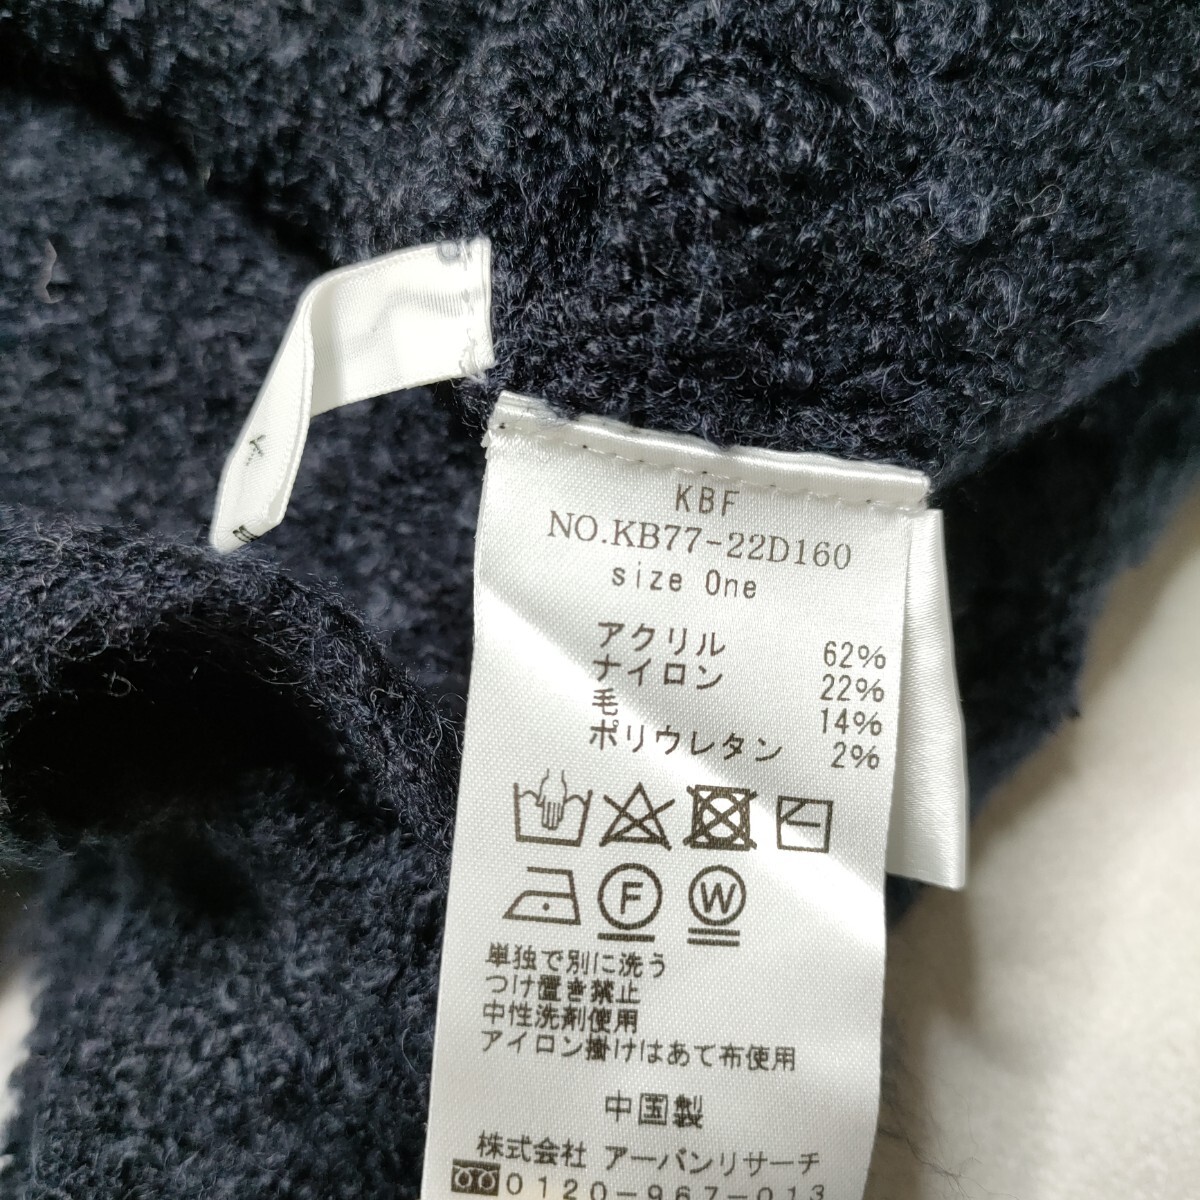 KBF
NO.KB77-22D160
size One
アクリル 62%
ナイロン 22%
毛 14%
ポリウレタン 2%
F W
単独で別に洗う
つけ置き禁止
中性洗剤使用
アイロン掛けはあて布使用
中国製
株式会社 アーバンリサーチ
0120-967-013